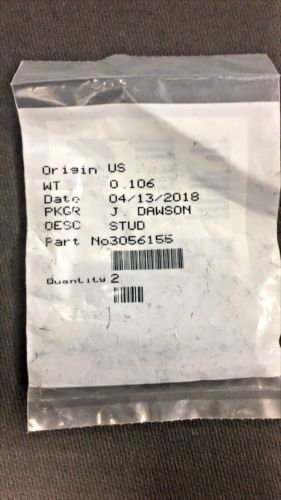 Origin US
WT 0.106
Date 04/13/2018
PKGR J. DAWSON
DESC STUD
Part No3056155
Quantity 2